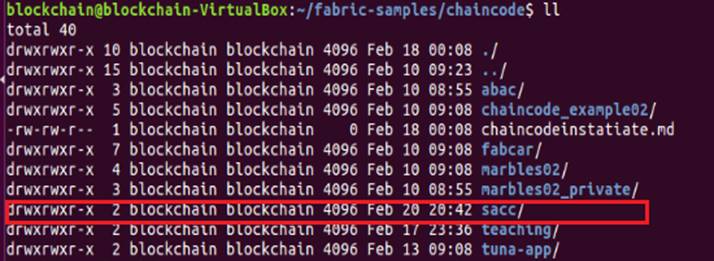 blockchain@blockchain-VirtualBox:~/fabric-samples/chaincode$ ll
total 40
drwxrwxr-x 10 blockchain blockchain 4096 Feb 18 00:08 ./
drwxrwxr-x 15 blockchain blockchain 4096 Feb 10 09:23 ../
drwxrwxr-x 3 blockchain blockchain 4096 Feb 10 08:55 abac/
drwxrwxr-x 5 blockchain blockchain 4096 Feb 10 09:08 chaincode_example02/
-rw-rw-r-- 1 blockchain blockchain 0 Feb 18 00:08 chaincodeinstatiate.md
drwxrwxr-x 7 blockchain blockchain 4096 Feb 10 09:08 fabcar/
drwxrwxr-x 4 blockchain blockchain 4096 Feb 10 09:08 marbles02/
drwxrwxr-x 3 blockchain blockchain 4096 Feb 10 08:55 marbles02_private/
drwxrwxr-x 2 blockchain blockchain 4096 Feb 20 20:42 sacc/
drwxrwxr-x 2 blockchain blockchain 4096 Feb 17 23:36 teaching/
drwxrwxr-x 2 blockchain blockchain 4096 Feb 13 09:08 tuna-app/